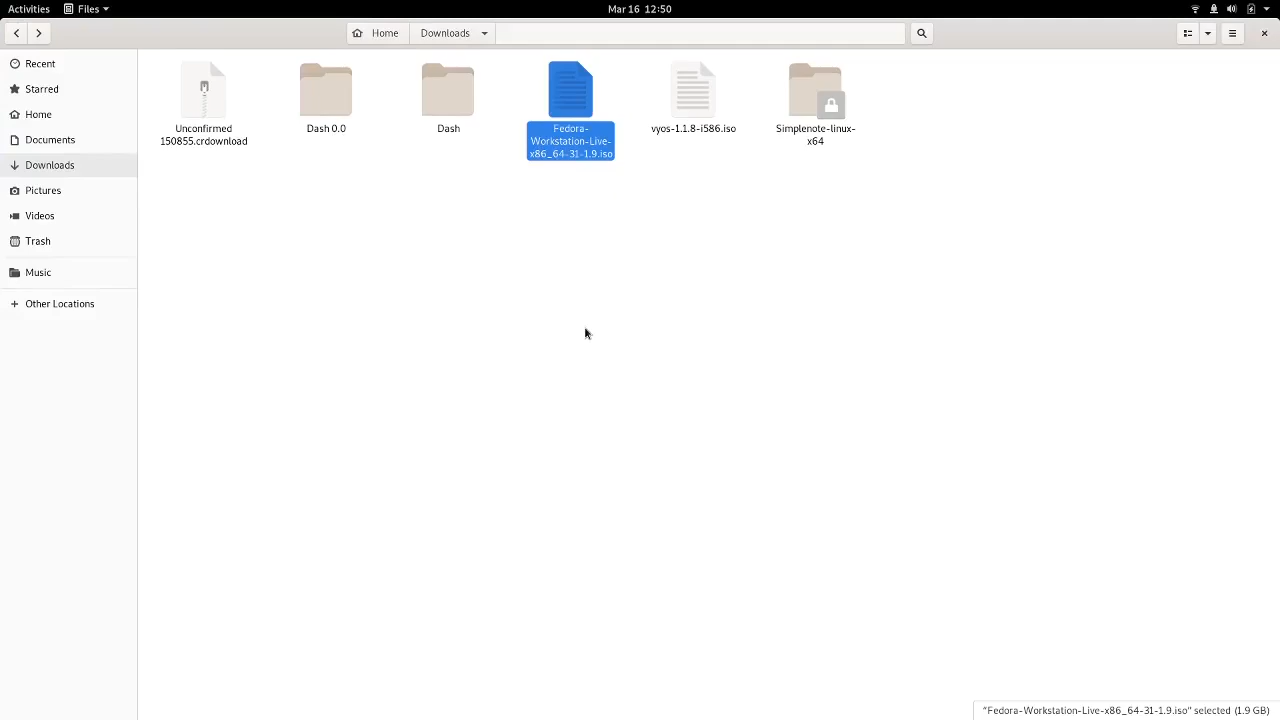 Activities Files Mar 16 12:50
Home Downloads
Recent
Starred
Home
Documents
Downloads
Pictures
Videos
Trash
Music
Other Locations
Unconfirmed
150855.crdownload
Dash 0.0
Dash
Fedora-
Workstation-Live-
x86_64-31-1.9.iso
vyos-1.1.8-i586.iso
Simplenote-linux-
x64
"Fedora-Workstation-Live-x86_64-31-1.9.iso" selected (1.9 GB)